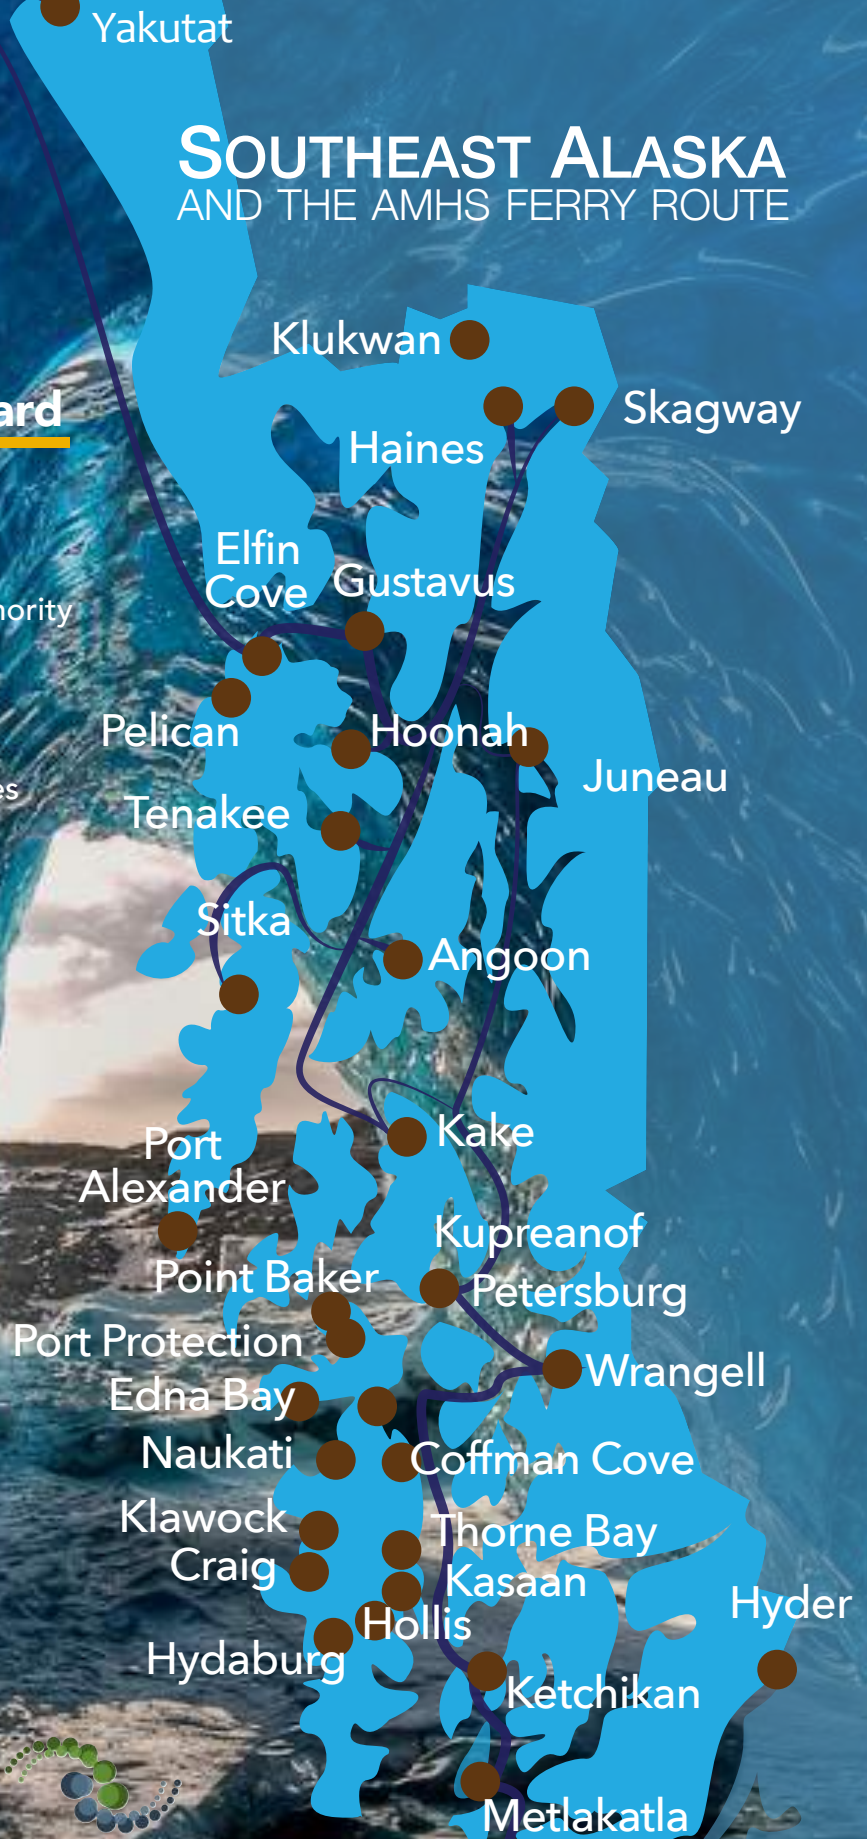 Yakutat
SOUTHEAST ALASKA
AND THE AMHS FERRY ROUTE
Klukwan
ard
Skagway
Haines
Elfin
Cove
Gustavus
ority
Pelican
Hoonah
Juneau
es
Tenakee
Sitka
Angoon
Kake
Port
Alexander
Kupreanof
Point Baker
Petersburg
Port Protection
Wrangell
Edna Bay
Naukati
Coffman Cove
Klawock
Thorne Bay
Craig
Kasaan
Hyder
Hollis
Hydaburg
Ketchikan
Metlakatla